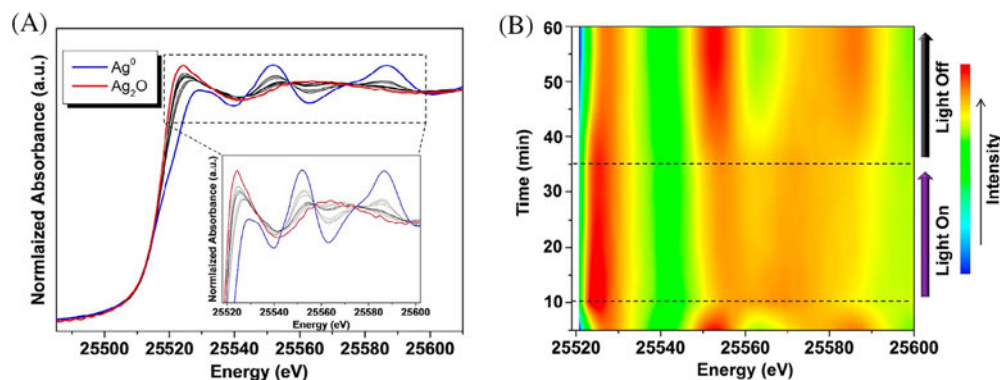 (A)
Ag⁰
Ag₂O
Normlaized Absorbance (a.u.)
Normlaized Absorbance (a.u.)
25520 25540 25560 25580 25600
Energy (eV)
25500 25520 25540 25560 25580 25600
Energy (eV)
(B)
60
50
40
30
20
10
Time (min)
25520 25540 25560 25580 25600
Energy (eV)
Light Off
Light On
Intensity